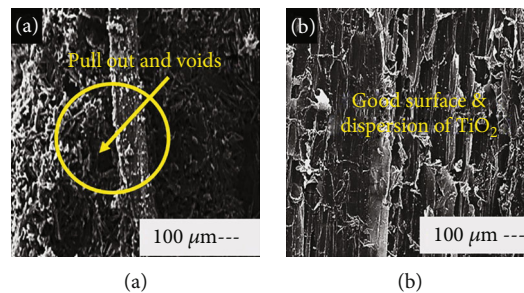 (a)
Pull out and voids
100 μm---
(a)
(b)
Good surface &
dispersion of TiO₂
100 μm ---
(b)